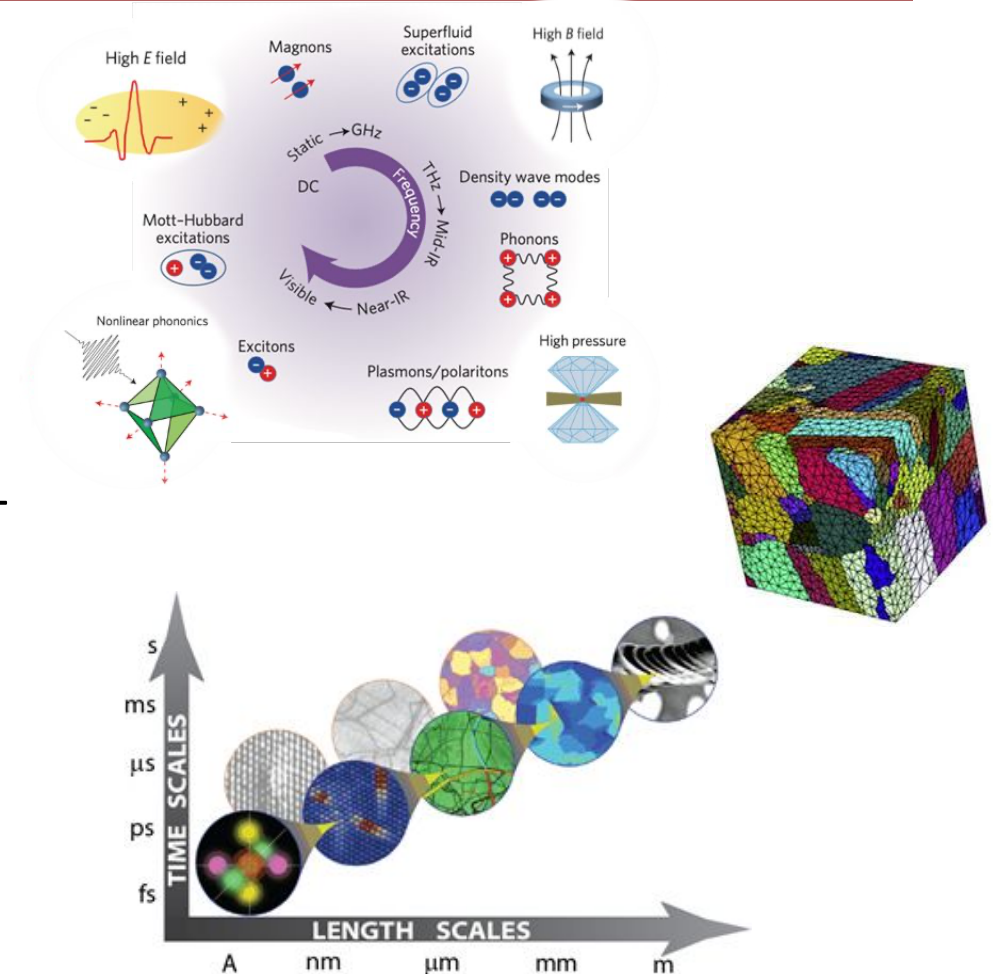 High E field
Magnons
Superfluid
excitations
High B field
Static → GHz
DC
Frequency
THz → Mid-IR
Density wave modes
Phonons
Mott–Hubbard
excitations
Visible ← Near-IR
Nonlinear phononics
Excitons
Plasmons/polaritons
High pressure
s
ms
μs
ps
fs
TIME SCALES
LENGTH SCALES
A
nm
μm
mm
m